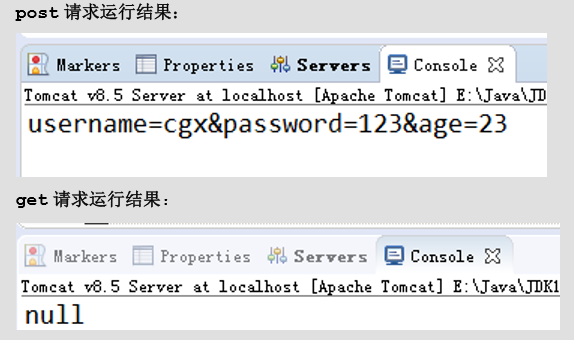 post 请求运行结果：
Markers Properties Servers Console
Tomcat v8.5 Server at localhost [Apache Tomcat] E:\Java\JDK
username=cgx&password=123&age=23
get 请求运行结果：
Markers Properties Servers Console
Tomcat v8.5 Server at localhost [Apache Tomcat] E:\Java\JDK1
null